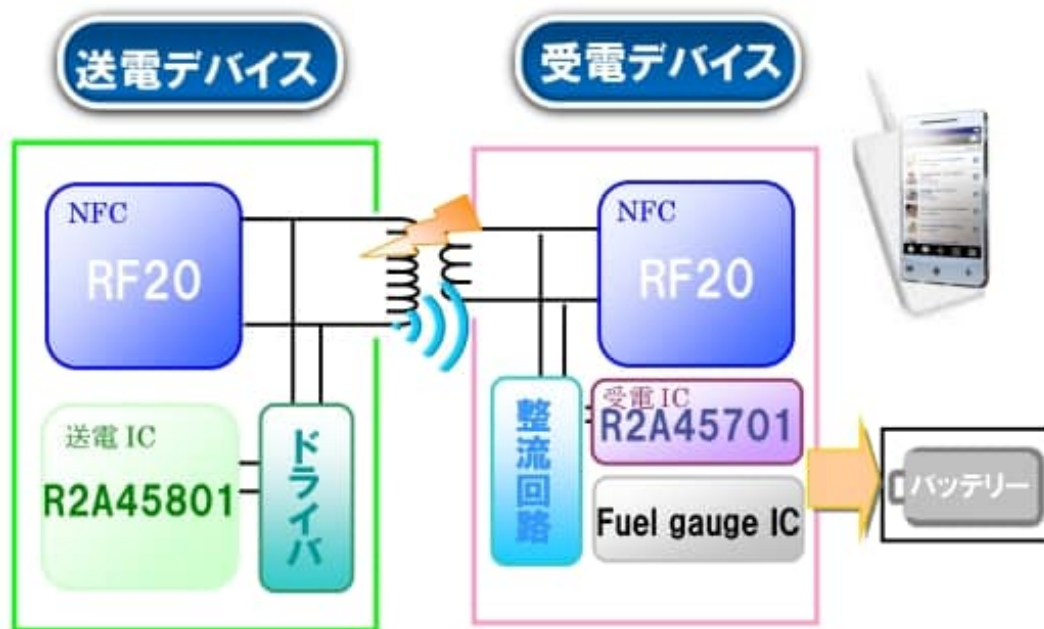 送電デバイス
受電デバイス
NFC
RF20
NFC
RF20
送電 IC
R2A45801
ドライバ
整流回路
受電 IC
R2A45701
Fuel gauge IC
バッテリー